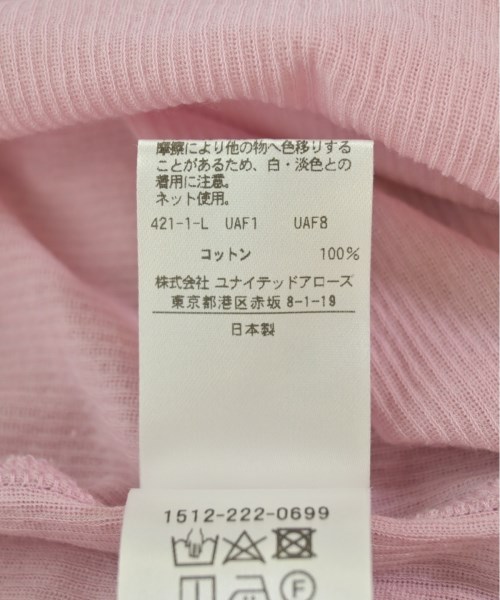 摩擦により他の物へ色移りする
ことがあるため、白・淡色との
着用に注意。
ネット使用。
421-1-L UAF1 UAF8
コットン 100%
株式会社 ユナイテッドアローズ
東京都港区赤坂 8-1-19
日本製
1512-222-0699